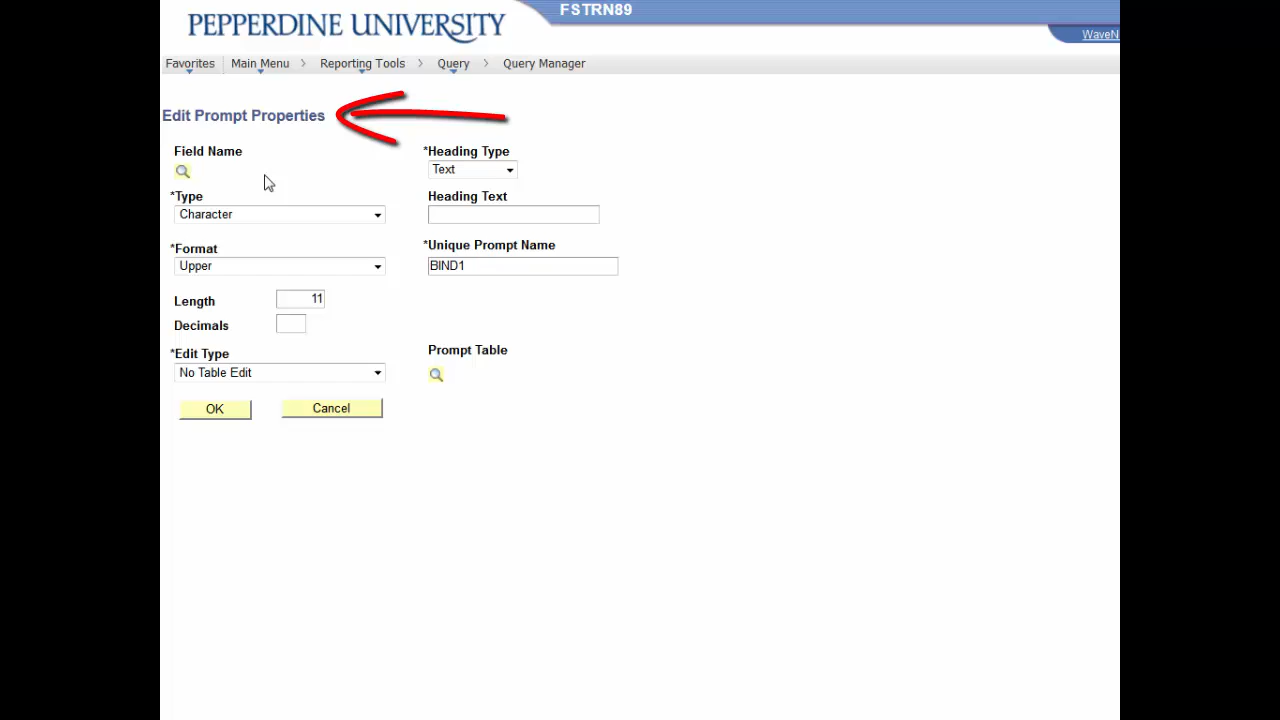 PEPPERDINE UNIVERSITY
FSTRN89
WaveN
Favorites Main Menu > Reporting Tools > Query > Query Manager
Edit Prompt Properties
Field Name
*Heading Type
Text
*Type
Character
Heading Text
*Format
Upper
*Unique Prompt Name
BIND1
Length 11
Decimals
*Edit Type
No Table Edit
Prompt Table
OK Cancel